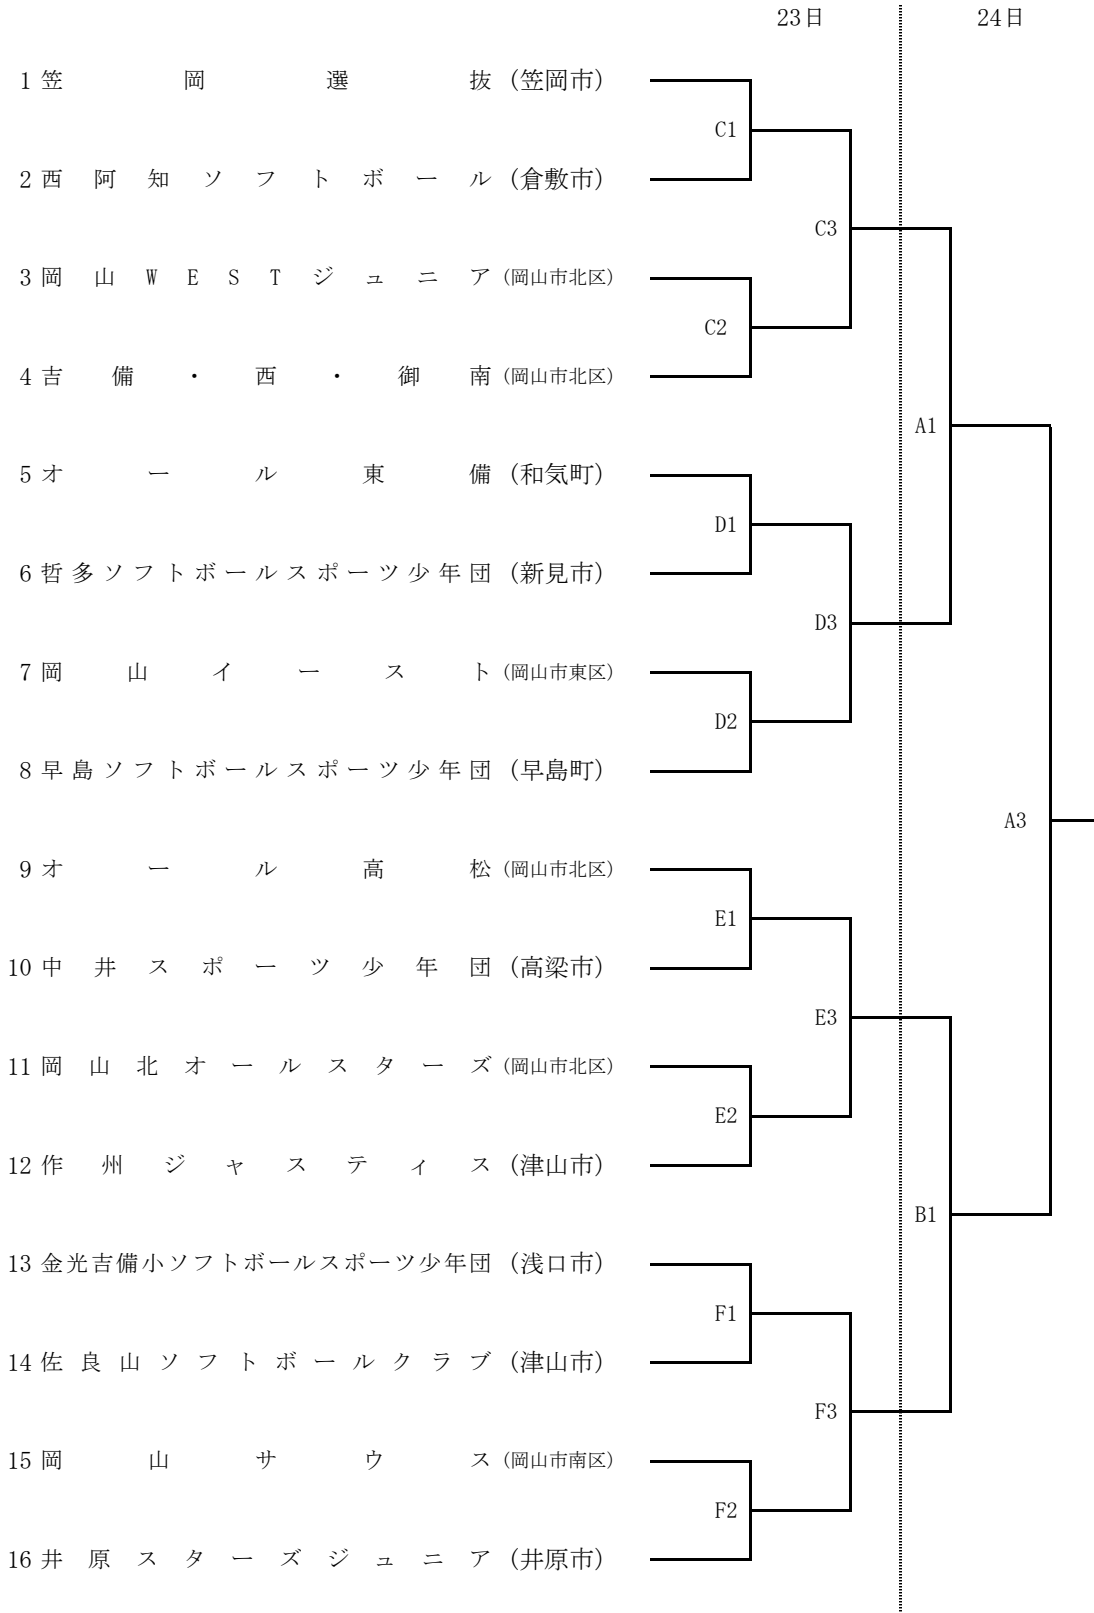 23日 24日
1 笠岡選抜 (笠岡市)
C1
2 西阿知ソフトボール (倉敷市)
C3
3 岡山WESTジュニア (岡山市北区)
C2
4 吉備・西・御南 (岡山市北区)
A1
5 オール東備 (和気町)
D1
6 哲多ソフトボールスポーツ少年団 (新見市)
D3
7 岡山イースト (岡山市東区)
D2
8 早島ソフトボールスポーツ少年団 (早島町)
A3
9 オール高松 (岡山市北区)
E1
10 中井スポーツ少年団 (高梁市)
E3
11 岡山北オールスターズ (岡山市北区)
E2
12 作州ジャスティス (津山市)
B1
13 金光吉備小ソフトボールスポーツ少年団 (浅口市)
F1
14 佐良山ソフトボールクラブ (津山市)
F3
15 岡山サウス (岡山市南区)
F2
16 井原スターズジュニア (井原市)